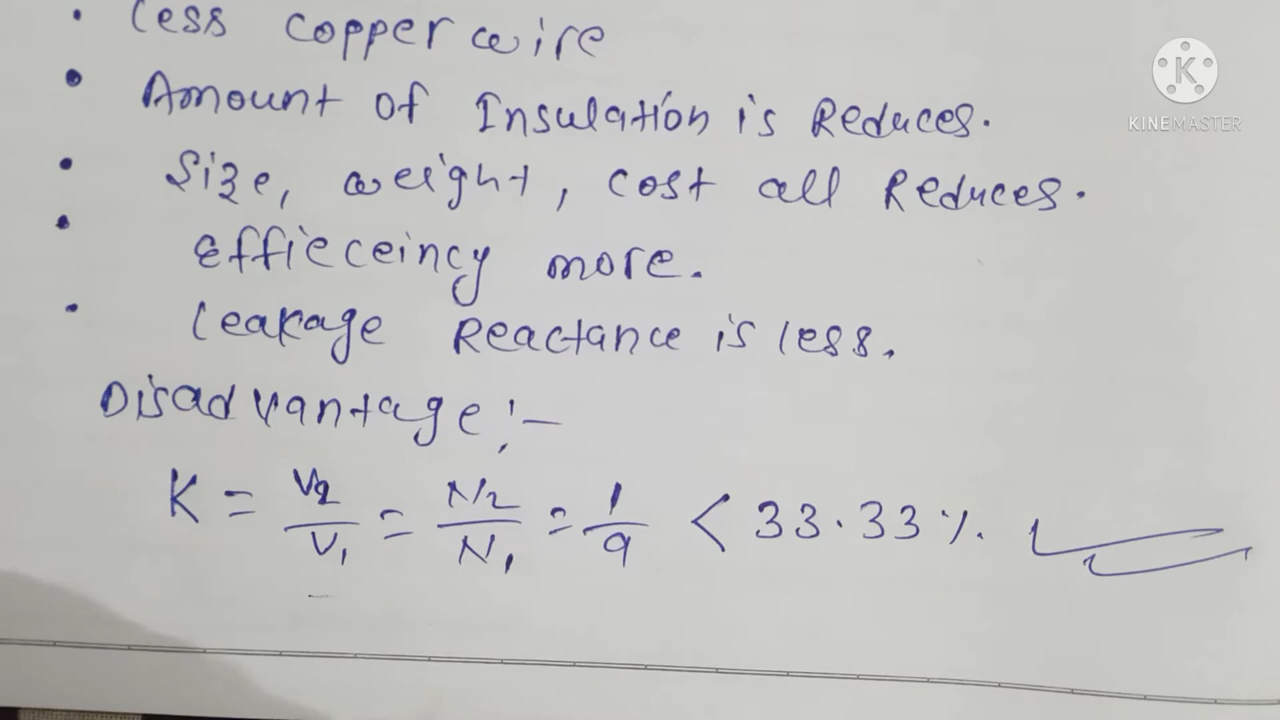 • Less copper wire
• Amount of Insulation is Reduces.
• Size, weight, cost all Reduces.
• Effieceincy more.
• Leakage Reactance is less.
Disadvantage :-
K = V2/V1 = N2/N1 = 1/9 < 33.33 %.
K
KINEMASTER